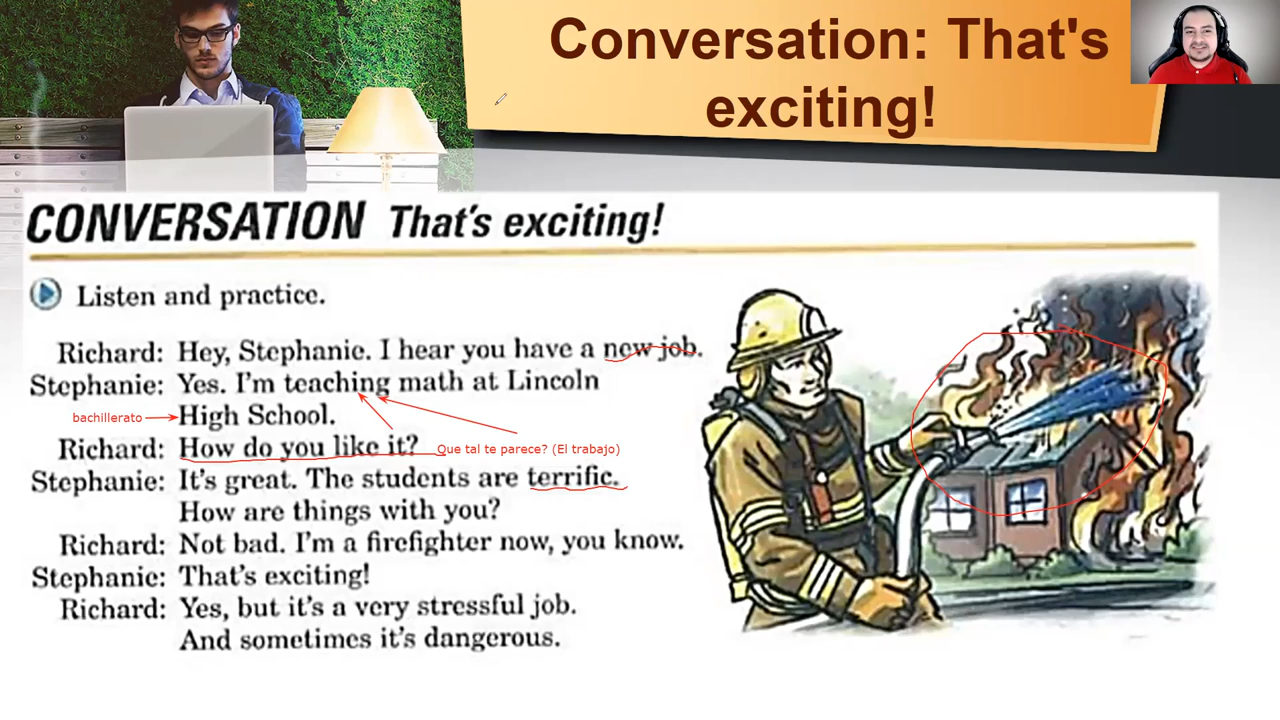 Conversation: That's
exciting!
CONVERSATION That's exciting!
Listen and practice.
Richard: Hey, Stephanie. I hear you have a new job.
Stephanie: Yes. I'm teaching math at Lincoln
bachillerato High School.
Richard: How do you like it? Que tal te parece? (El trabajo)
Stephanie: It's great. The students are terrific.
How are things with you?
Richard: Not bad. I'm a firefighter now, you know.
Stephanie: That's exciting!
Richard: Yes, but it's a very stressful job.
And sometimes it's dangerous.